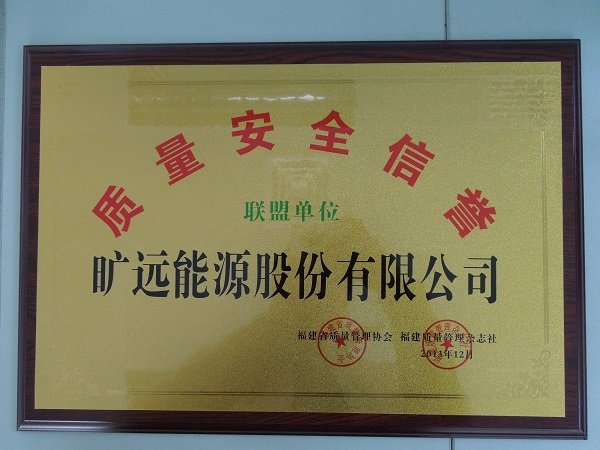 质量安全信誉
联盟单位
旷远能源股份有限公司
福建省质量管理协会 福建质量管理杂志社
2013年12月